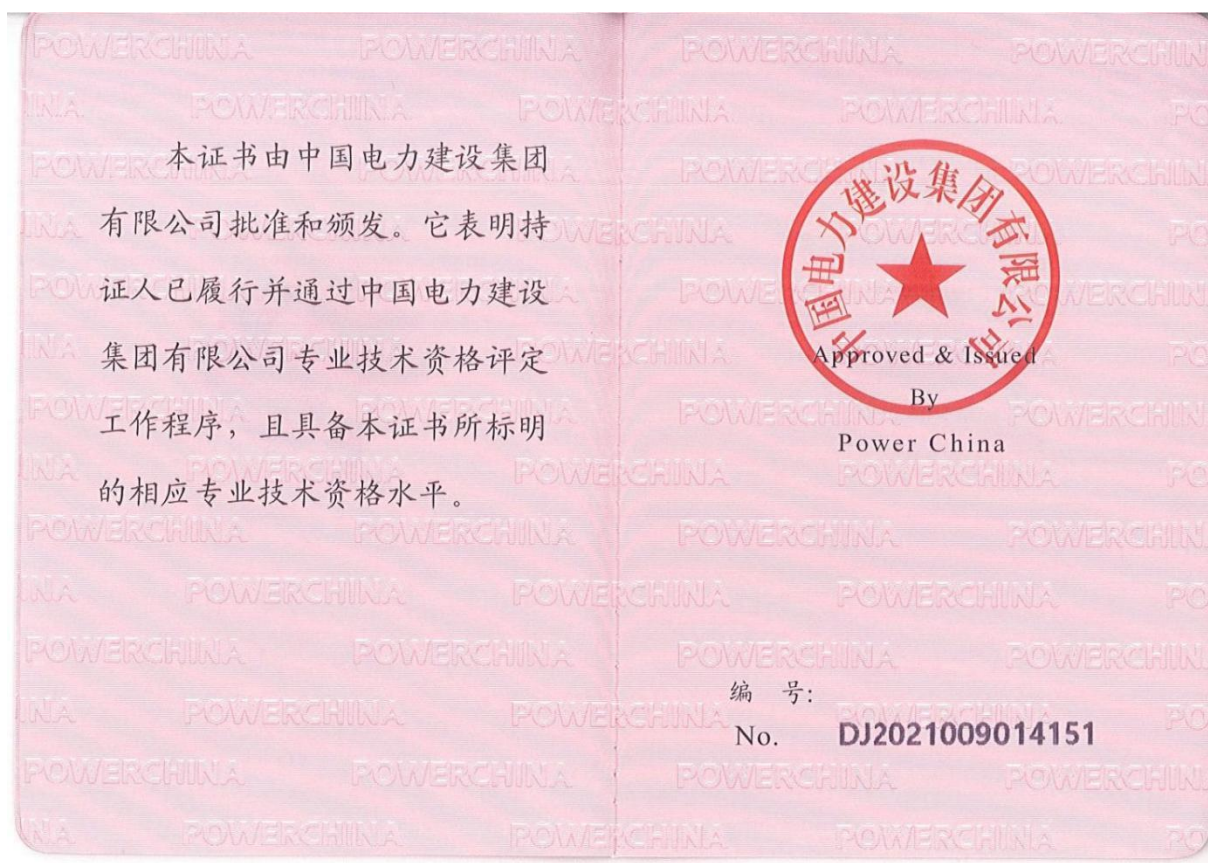 本证书由中国电力建设集团
有限公司批准和颁发。它表明持
证人已履行并通过中国电力建设
集团有限公司专业技术资格评定
工作程序，且具备本证书所标明
的相应专业技术资格水平。
中国电力建设集团有限公司
Approved & Issued
By
Power China
编 号:
No. DJ2021009014151
POWERCHINA